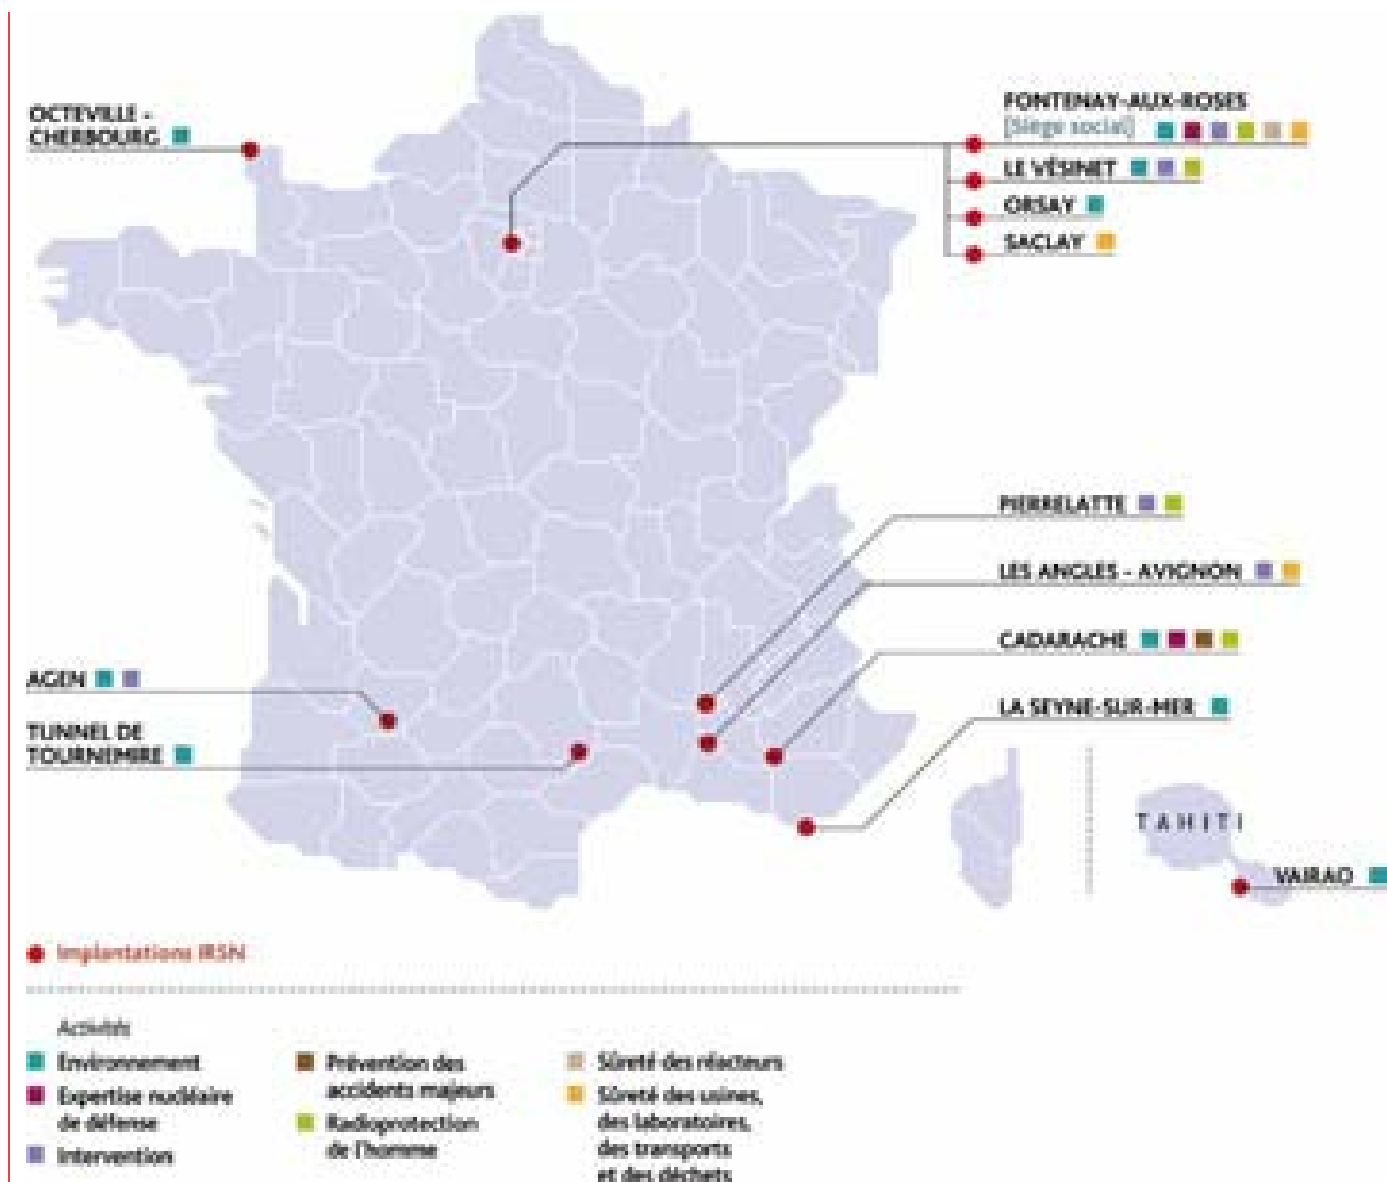 OCTEVILLE -
CHERBOURG
FONTENAY-AUX-ROSES
[Siège social]
LE VÉSINET
ORSAY
SACLAY
PIERRELATTE
LES ANGLES - AVIGNON
CADARACHE
LA SEYNE-SUR-MER
AGEN
TUNNEL DE
TOURNEMIRE
TAHITI
VAIRAO
Implantations IRSN
Activités
Environnement
Expertise nucléaire
de défense
Intervention
Prévention des
accidents majeurs
Radioprotection
de l'homme
Sûreté des réacteurs
Sûreté des usines,
des laboratoires,
des transports
et des déchets